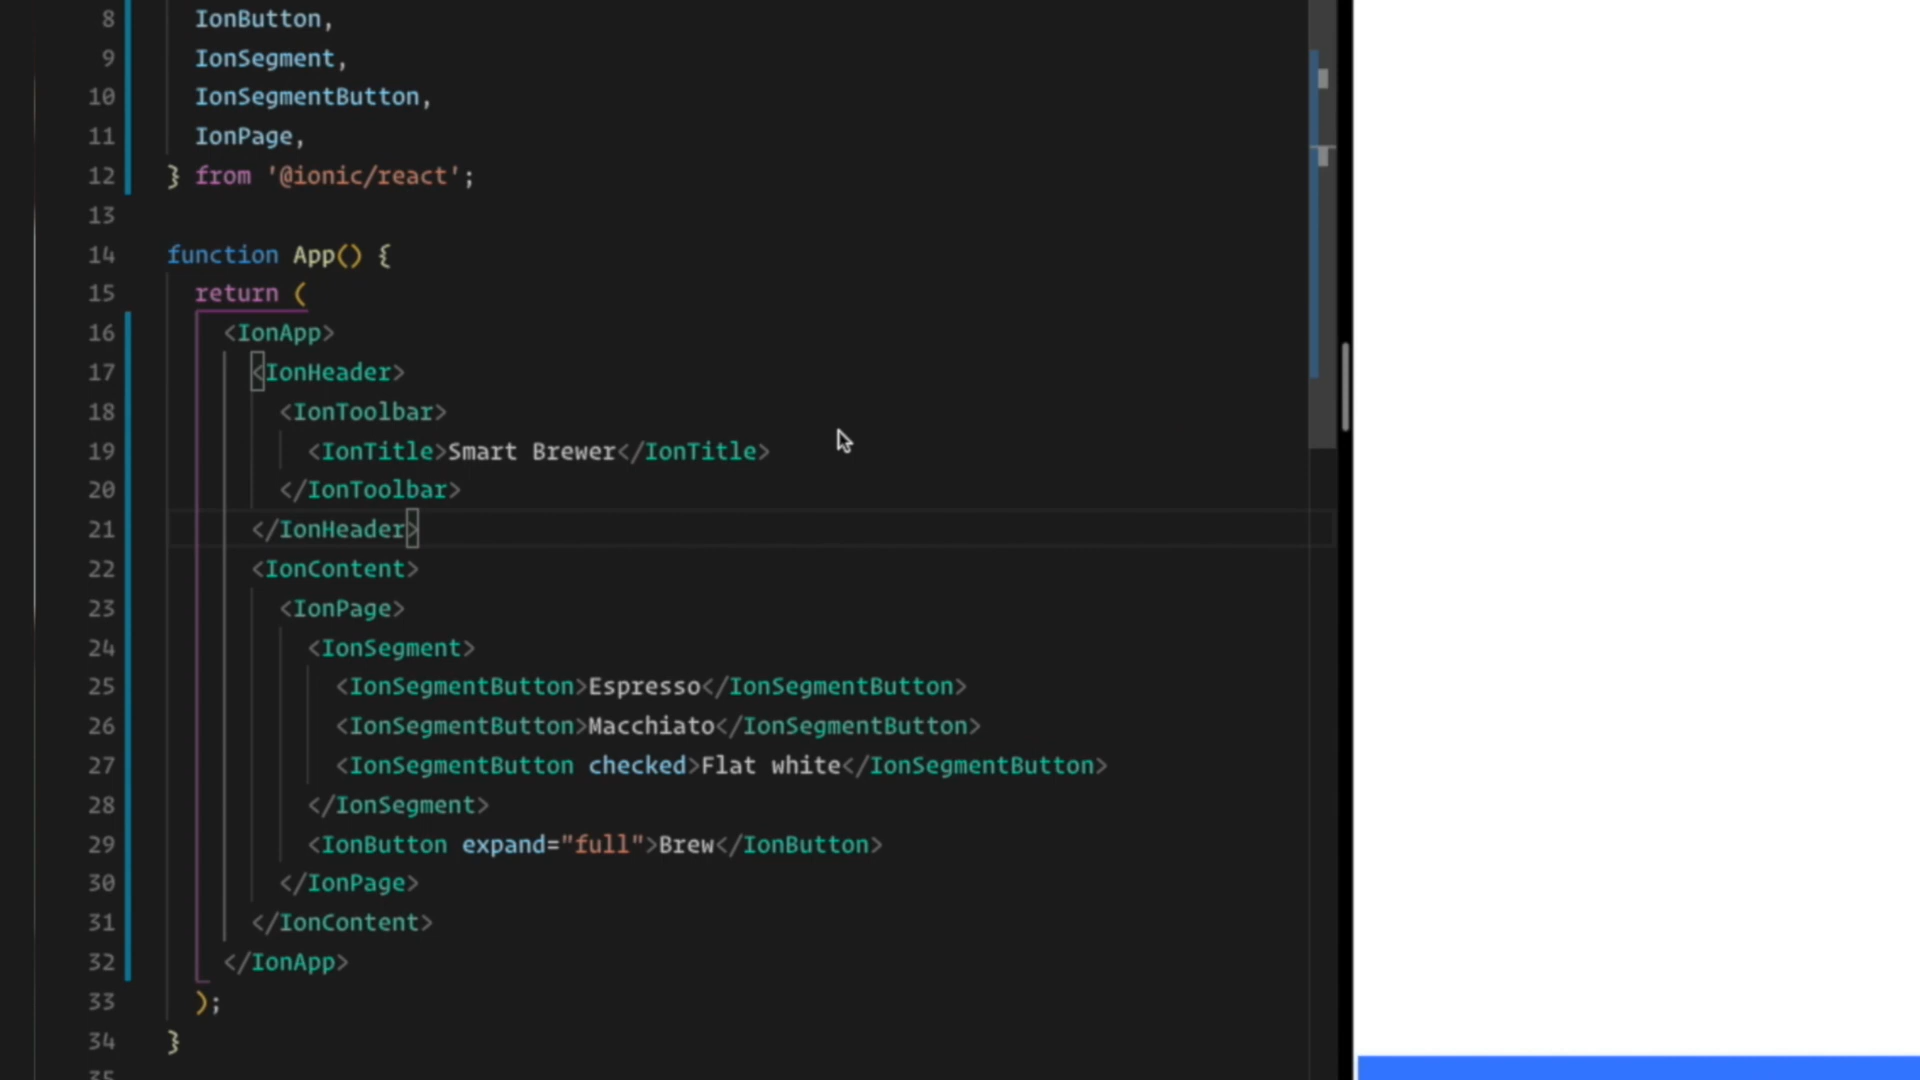 8 IonButton,
9 IonSegment,
10 IonSegmentButton,
11 IonPage,
12 } from '@ionic/react';
13
14 function App() {
15 return (
16 <IonApp>
17 <IonHeader>
18 <IonToolbar>
19 <IonTitle>Smart Brewer</IonTitle>
20 </IonToolbar>
21 </IonHeader>
22 <IonContent>
23 <IonPage>
24 <IonSegment>
25 <IonSegmentButton>Espresso</IonSegmentButton>
26 <IonSegmentButton>Macchiato</IonSegmentButton>
27 <IonSegmentButton checked>Flat white</IonSegmentButton>
28 </IonSegment>
29 <IonButton expand="full">Brew</IonButton>
30 </IonPage>
31 </IonContent>
32 </IonApp>
33 );
34 }
35